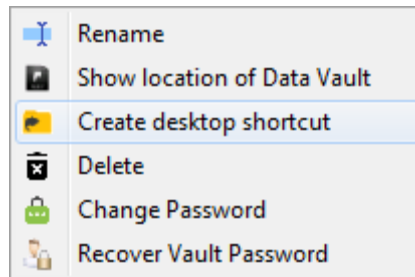 Rename
Show location of Data Vault
Create desktop shortcut
Delete
Change Password
Recover Vault Password